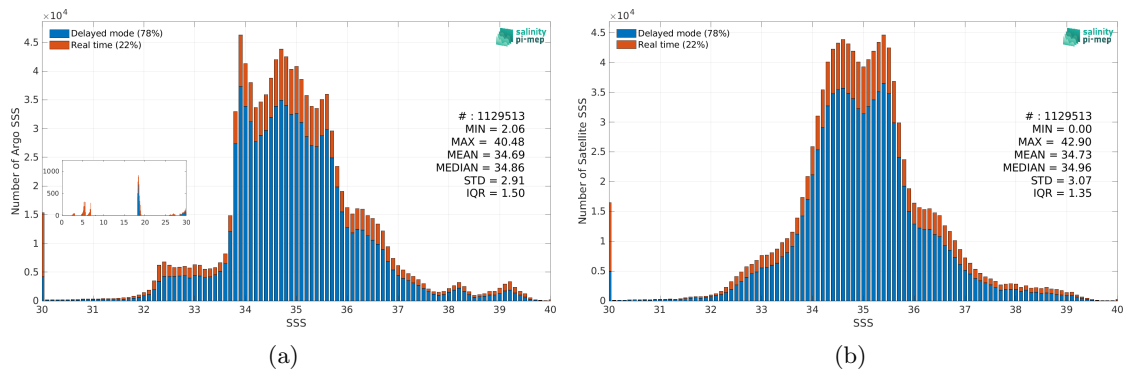 ×10⁴
Delayed mode (78%)
Real time (22%)
salinity
pi-mep
# : 1129513
MIN = 2.06
MAX = 40.48
MEAN = 34.69
MEDIAN = 34.86
STD = 2.91
IQR = 1.50
Number of Argo SSS
4.5
4
3.5
3
2.5
2
1.5
1
0.5
0
1000
500
0
0 5 10 15 20 25 30
30 31 32 33 34 35 36 37 38 39 40
SSS
(a)
×10⁴
Delayed mode (78%)
Real time (22%)
salinity
pi-mep
# : 1129513
MIN = 0.00
MAX = 42.90
MEAN = 34.73
MEDIAN = 34.96
STD = 3.07
IQR = 1.35
Number of Satellite SSS
4.5
4
3.5
3
2.5
2
1.5
1
0.5
0
30 31 32 33 34 35 36 37 38 39 40
SSS
(b)